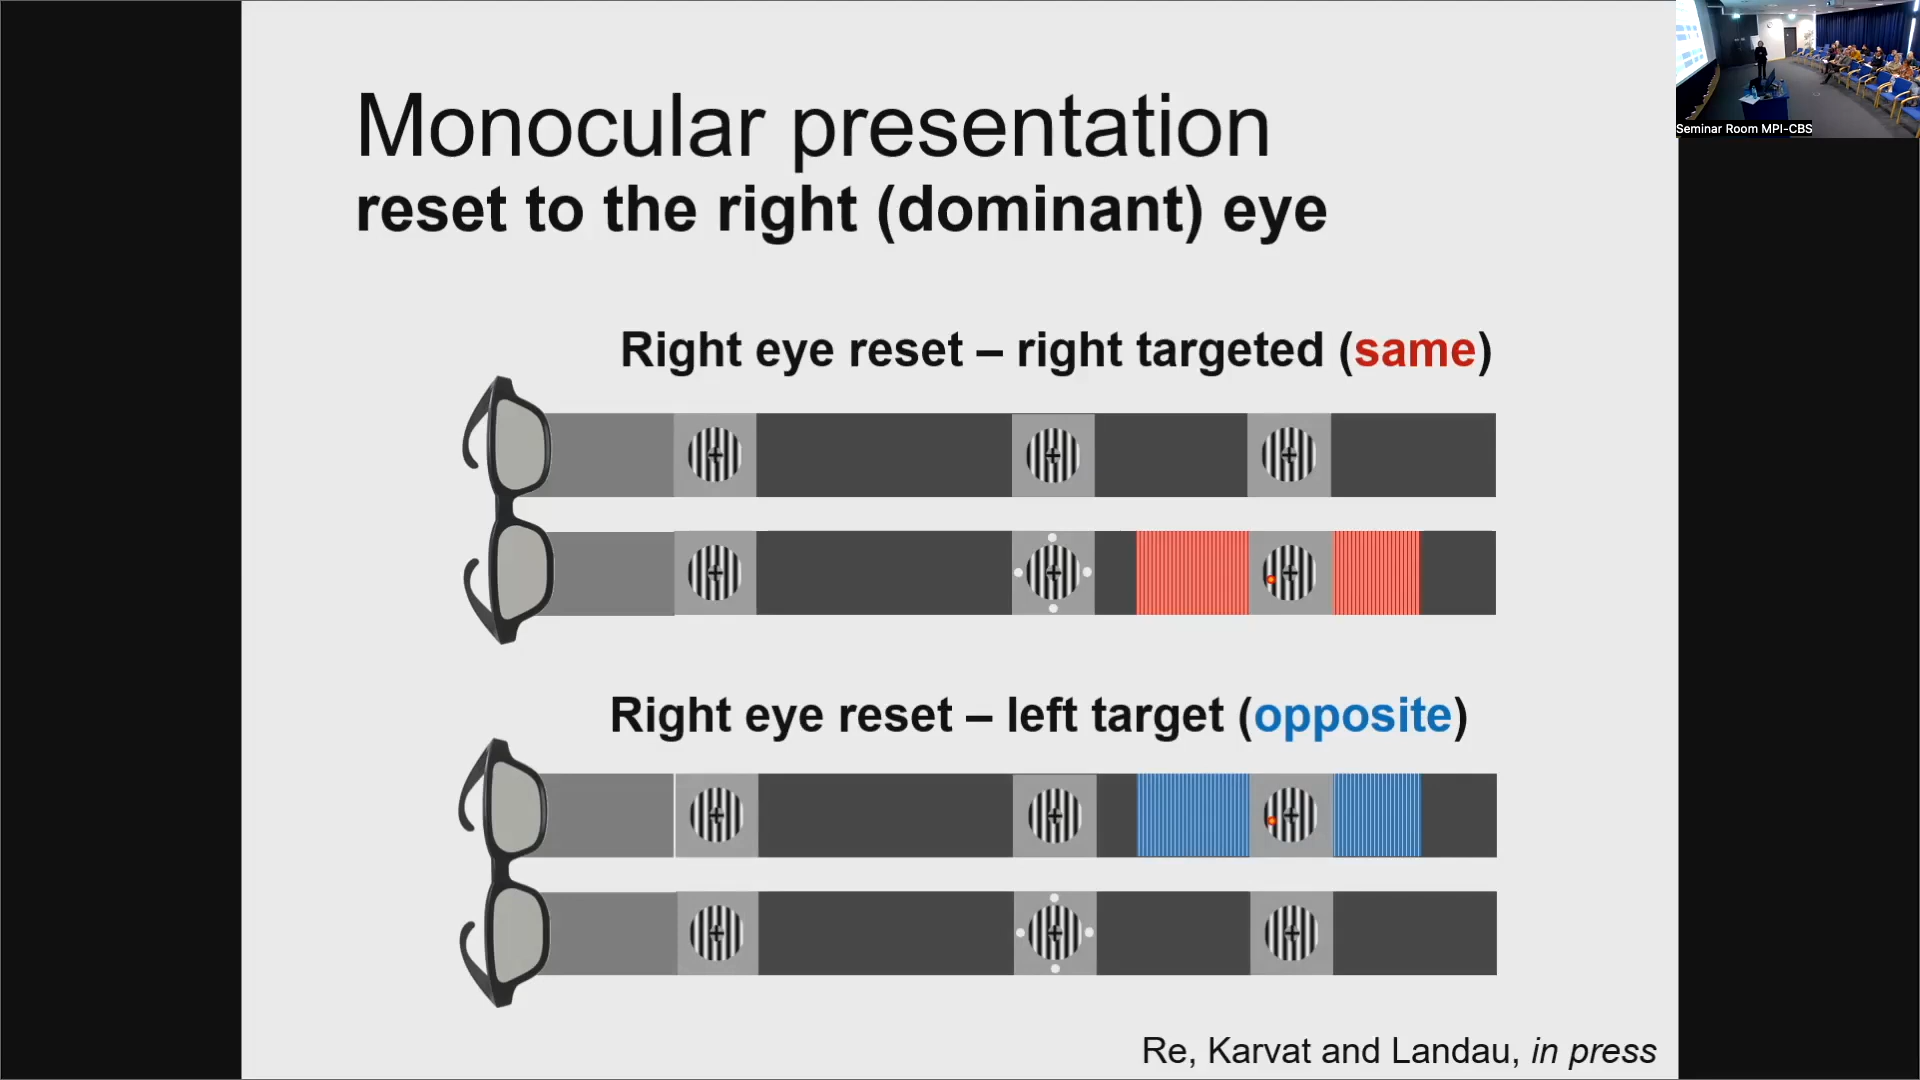 Monocular presentation
reset to the right (dominant) eye
Seminar Room MPI-CBS
Right eye reset – right targeted (same)
Right eye reset – left target (opposite)
Re, Karvat and Landau, in press